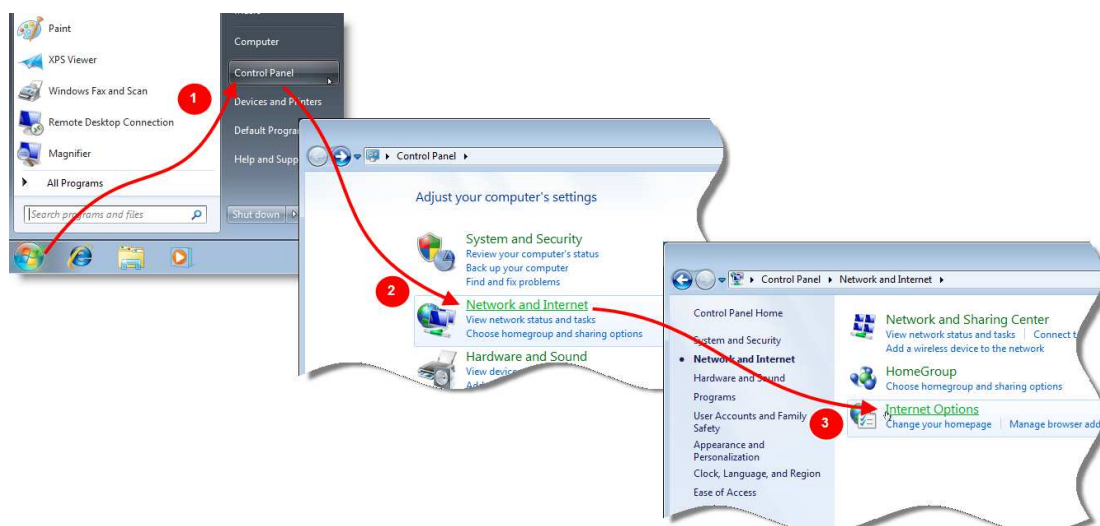 Paint
XPS Viewer
Windows Fax and Scan
Remote Desktop Connection
Magnifier
All Programs
Search programs and files
Computer
Control Panel
Devices and Printers
Default Progra
Help and Supp
Shut down
1
Control Panel
Adjust your computer's settings
System and Security
Review your computer's status
Back up your computer
Find and fix problems
2
Network and Internet
View network status and tasks
Choose homegroup and sharing options
Hardware and Sound
View device
Add
Control Panel Network and Internet
Control Panel Home
System and Security
Network and Internet
Hardware and Sound
Programs
User Accounts and Family
Safety
Appearance and
Personalization
Clock, Language, and Region
Ease of Access
Network and Sharing Center
View network status and tasks Connect t
Add a wireless device to the network
HomeGroup
Choose homegroup and sharing options
3
Internet Options
Change your homepage Manage browser add